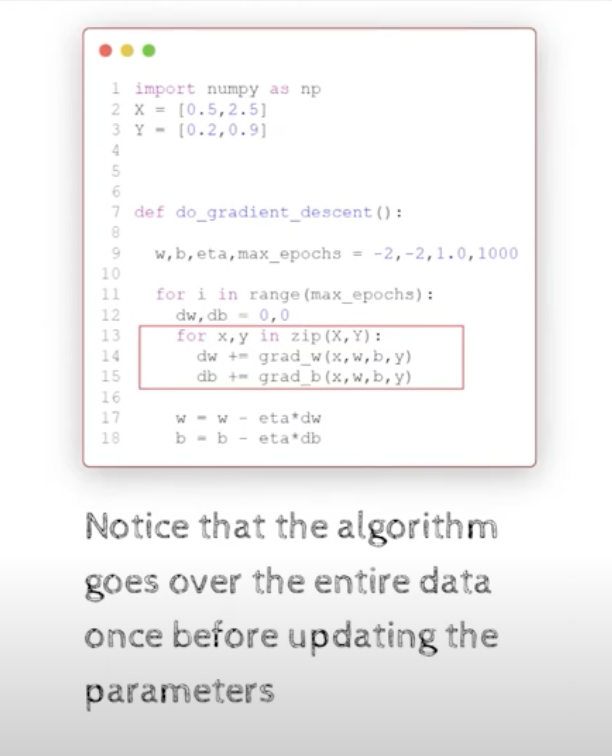 1 import numpy as np
2 X = [0.5,2.5]
3 Y = [0.2,0.9]
4
5
6
7 def do_gradient_descent():
8
9   w,b,eta,max_epochs = -2,-2,1.0,1000
10
11   for i in range(max_epochs):
12     dw,db = 0,0
13     for x,y in zip(X,Y):
14       dw += grad_w(x,w,b,y)
15       db += grad_b(x,w,b,y)
16
17     w = w - eta*dw
18     b = b - eta*db
Notice that the algorithm
goes over the entire data
once before updating the
parameters